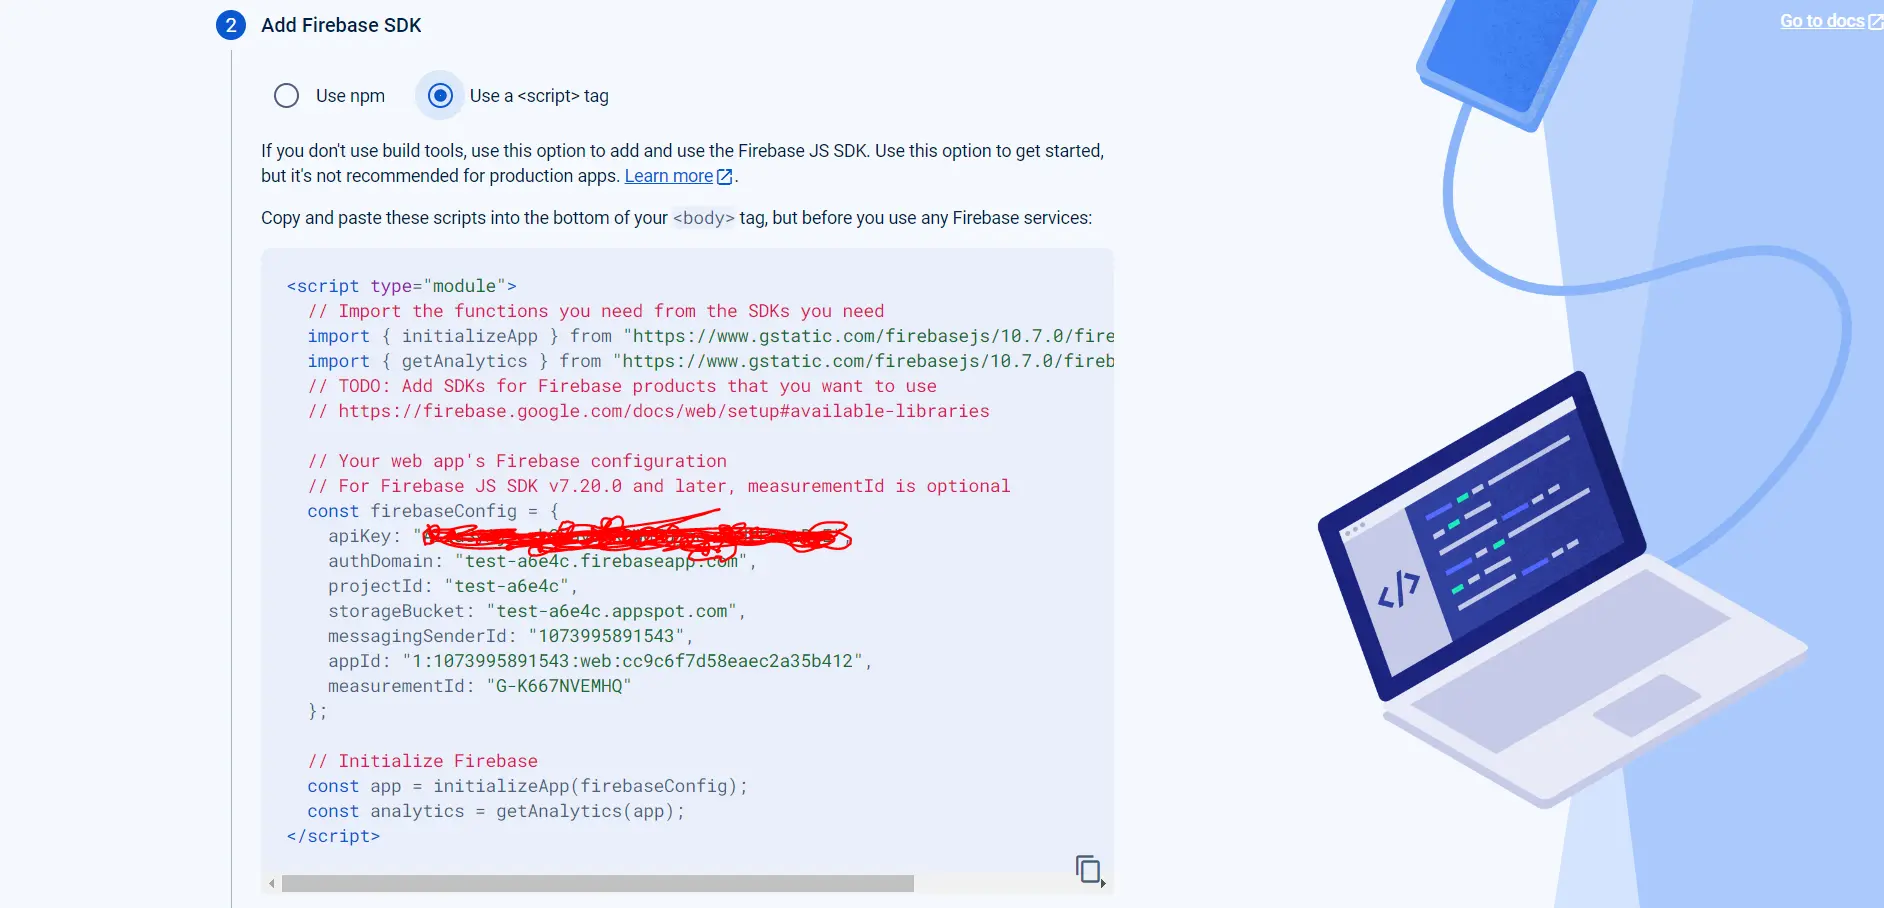 2 Add Firebase SDK
Go to docs
Use npm Use a <script> tag
If you don't use build tools, use this option to add and use the Firebase JS SDK. Use this option to get started,
but it's not recommended for production apps. Learn more.
Copy and paste these scripts into the bottom of your <body> tag, but before you use any Firebase services:
<script type="module">
// Import the functions you need from the SDKs you need
import { initializeApp } from "https://www.gstatic.com/firebasejs/10.7.0/fire
import { getAnalytics } from "https://www.gstatic.com/firebasejs/10.7.0/fireb
// TODO: Add SDKs for Firebase products that you want to use
// https://firebase.google.com/docs/web/setup#available-libraries
// Your web app's Firebase configuration
// For Firebase JS SDK v7.20.0 and later, measurementId is optional
const firebaseConfig = {
apiKey: "
authDomain: "test-a6e4c.firebaseapp.com",
projectId: "test-a6e4c",
storageBucket: "test-a6e4c.appspot.com",
messagingSenderId: "1073995891543",
appId: "1:1073995891543:web:cc9c6f7d58eaec2a35b412",
measurementId: "G-K667NVEMHQ"
};
// Initialize Firebase
const app = initializeApp(firebaseConfig);
const analytics = getAnalytics(app);
</script>